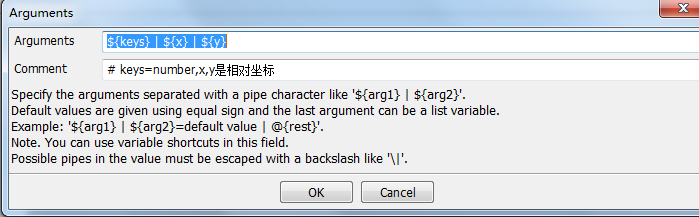 Arguments
Arguments ${keys} | ${x} | ${y}
Comment # keys=number,x,y是相对坐标
Specify the arguments separated with a pipe character like '${arg1} | ${arg2}'.
Default values are given using equal sign and the last argument can be a list variable.
Example: '${arg1} | ${arg2}=default value | @{rest}'.
Note. You can use variable shortcuts in this field.
Possible pipes in the value must be escaped with a backslash like '\|'.
OK Cancel